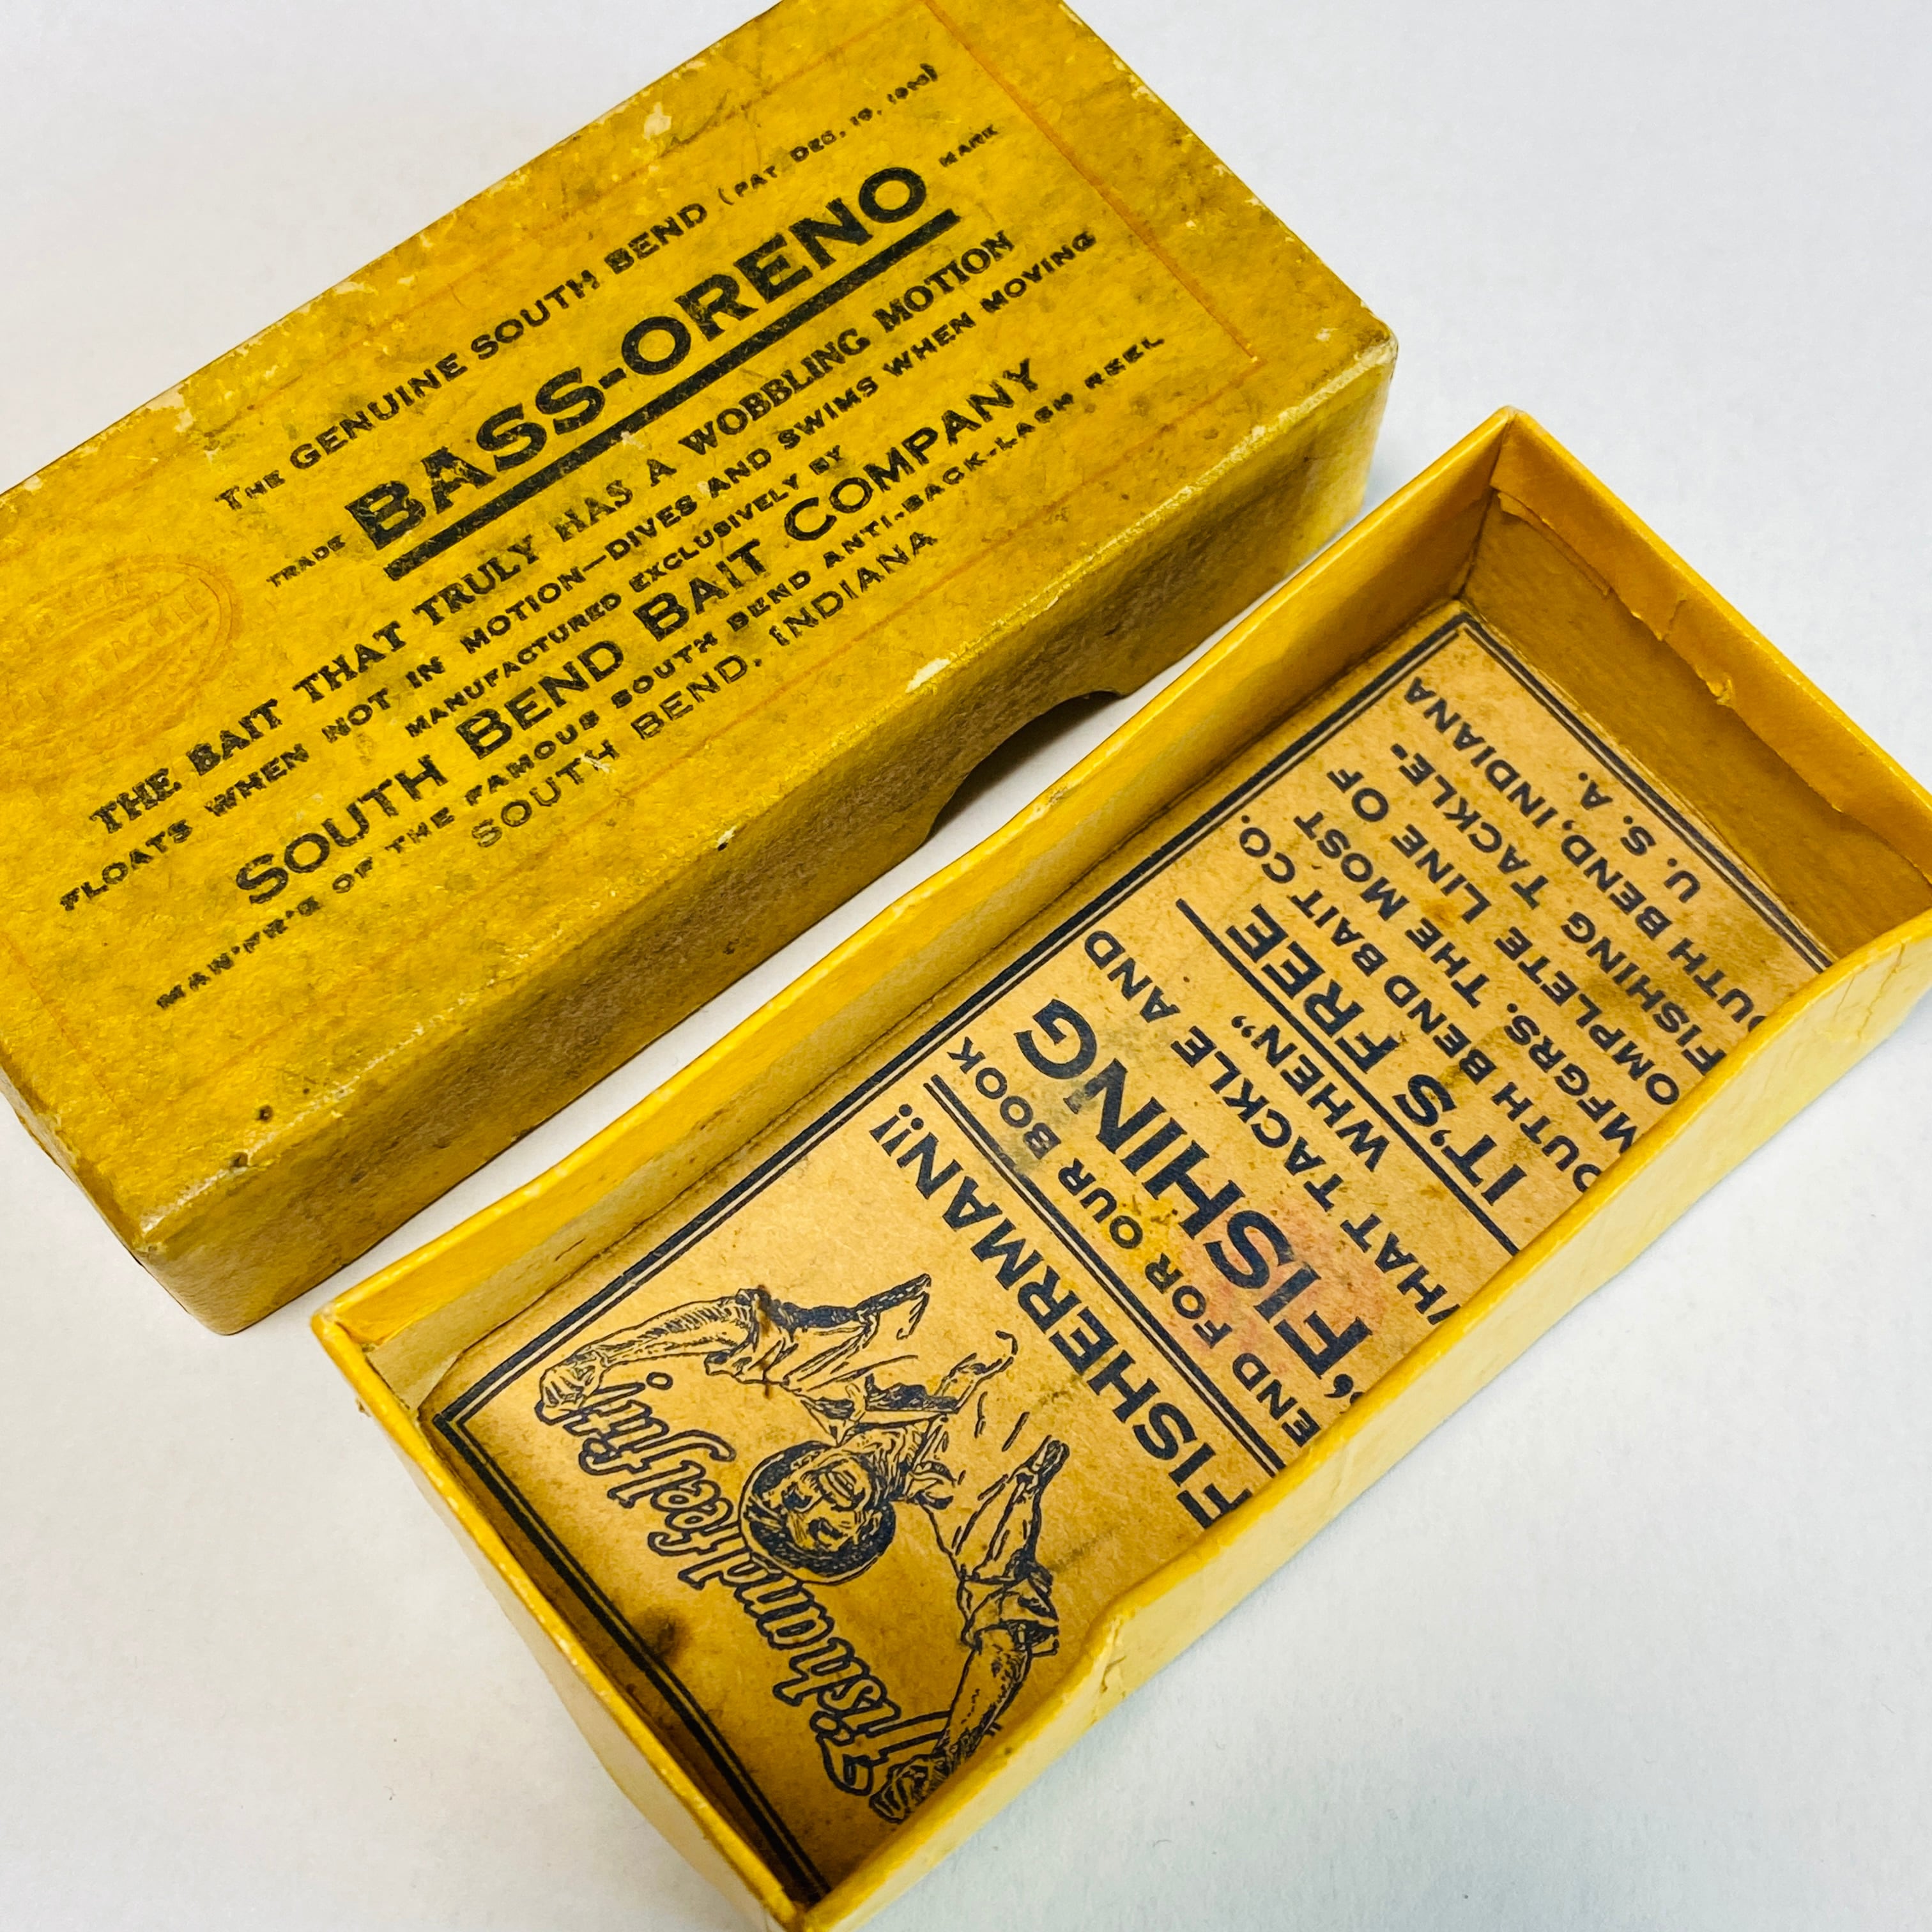 THE GENUINE SOUTH BEND (PAT. DEC. 19,
TRADE BASS-ORENO MARK
THE BAIT THAT TRULY HAS A WOBBLING MOTION
FLOATS WHEN NOT IN MOTION—DIVES AND SWIMS WHEN MOVING
MANUFACTURED EXCLUSIVELY BY
SOUTH BEND BAIT COMPANY
MAN'FR'S OF THE FAMOUS SOUTH BEND ANTI-BACK-LASH REEL
SOUTH BEND, INDIANA
TACKLE
Fishandfeelfit"
FISHERMAN!!
END FOR OUR BOOK
"FISHING
HAT TACKLE AND
WHEN"
IT'S FREE
OUTH BEND BAIT CO.
MFGRS. THE MOST
OMPLETE LINE OF
FISHING TACKLE-
OUTH BEND, INDIANA
U. S. A.